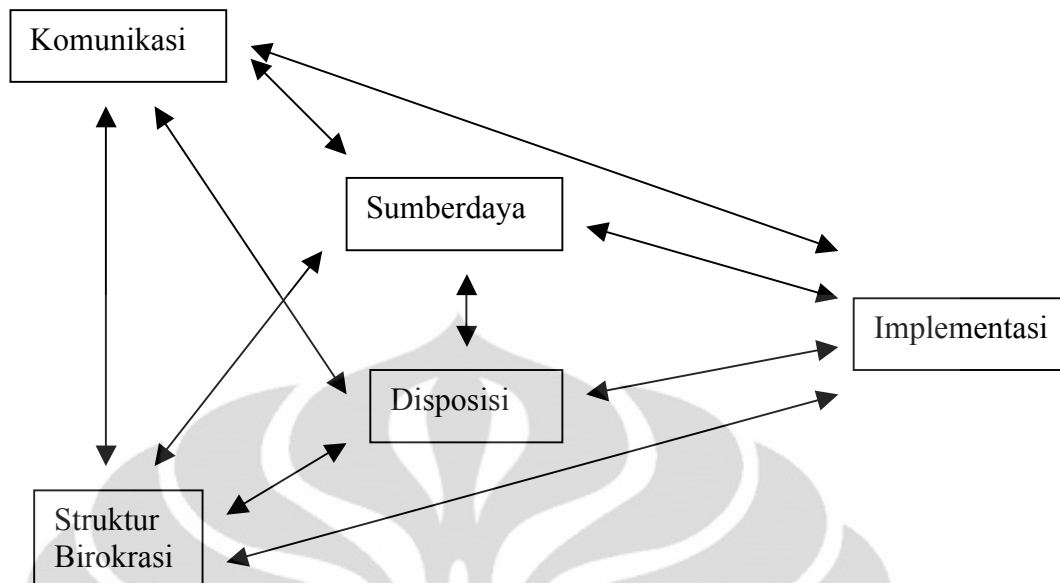 Komunikasi
Sumberdaya
Implementasi
Disposisi
Struktur
Birokrasi